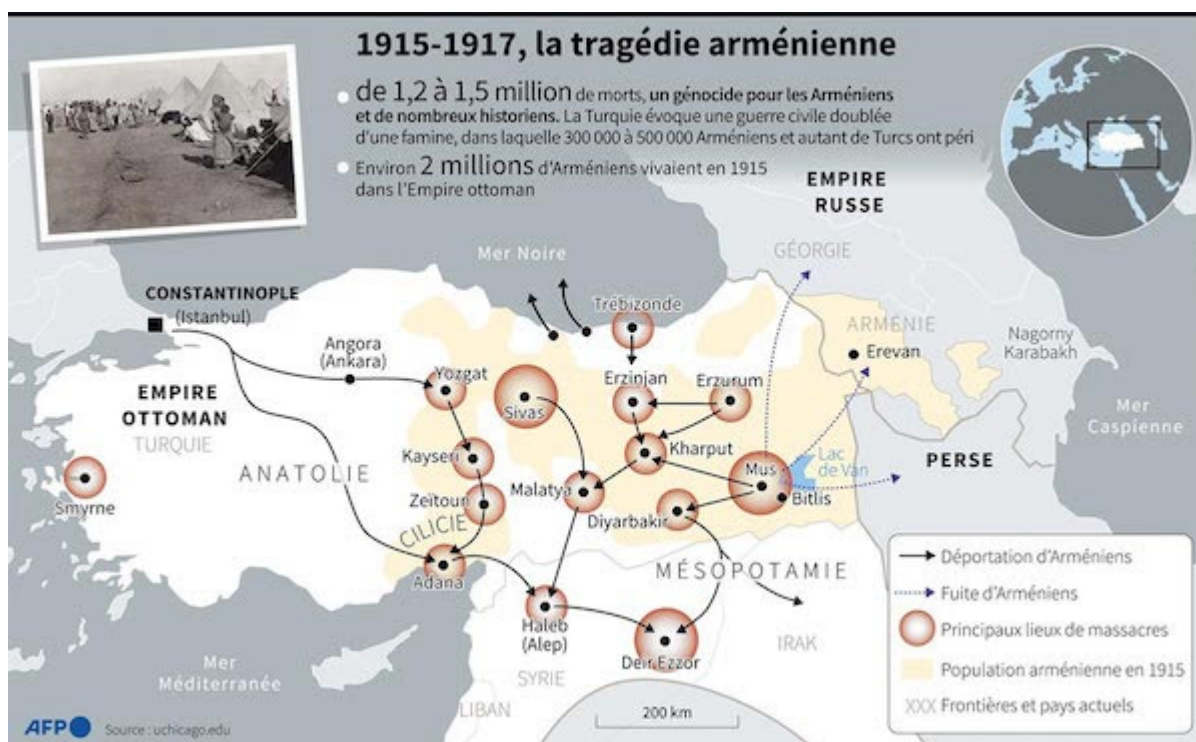 1915-1917, la tragédie arménienne
de 1,2 à 1,5 million de morts, un génocide pour les Arméniens
et de nombreux historiens. La Turquie évoque une guerre civile doublée
d'une famine, dans laquelle 300 000 à 500 000 Arméniens et autant de Turcs ont péri
Environ 2 millions d'Arméniens vivaient en 1915
dans l'Empire ottoman
EMPIRE
RUSSE
GÉORGIE
Mer Noire
CONSTANTINOPLE
(Istanbul)
Trébizonde
ARMÉNIE
Erevan
Nagorny
Karabakh
Angora
(Ankara)
Yozgat
Sivas
Erzinjan
Erzurum
EMPIRE
OTTOMAN
TURQUIE
Mer
Caspienne
ANATOLIE
Kayseri
Kharput
Lac
de Van
PERSE
Smyrne
Zeïtoun
Malatya
Mus
Bitlis
Diyarbakir
CILICIE
Adana
MÉSOPOTAMIE
Haleb
(Alep)
Deir Ezzor
IRAK
SYRIE
LIBAN
Mer
Méditerranée
200 km
Déportation d'Arméniens
Fuite d'Arméniens
Principaux lieux de massacres
Population arménienne en 1915
XXX Frontières et pays actuels
AFP Source : uchicago.edu